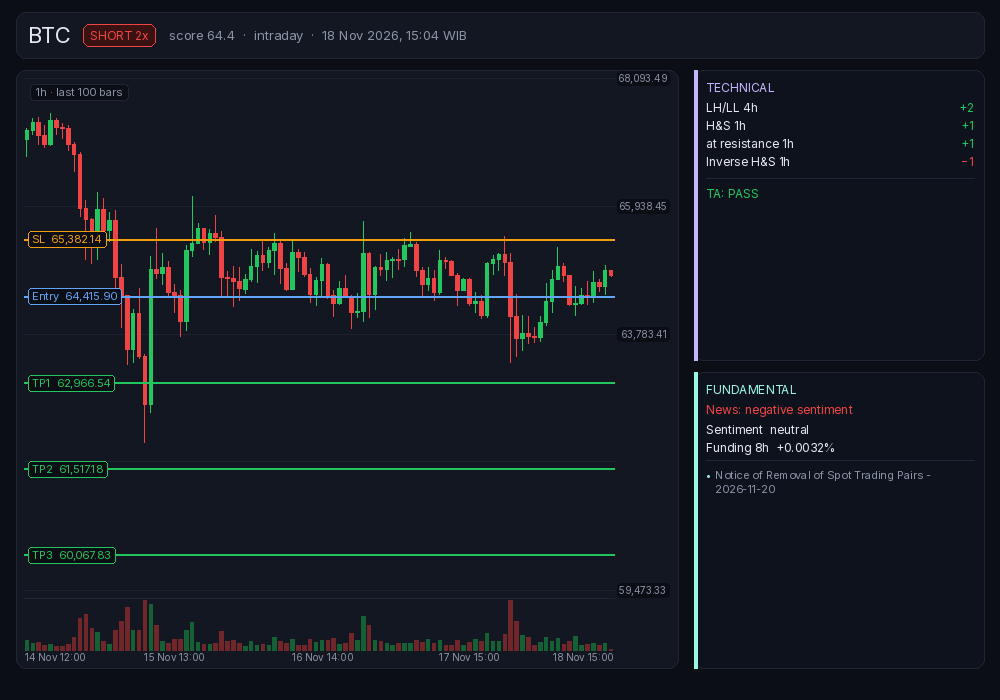 BTC SHORT 2x score 64.4 · intraday · 18 Nov 2026, 15:04 WIB
1h · last 100 bars
68,093.49
65,938.45
SL 65,382.14
Entry 64,415.90
63,783.41
TP1 62,966.54
TP2 61,517.18
TP3 60,067.83
59,473.33
14 Nov 12:00 15 Nov 13:00 16 Nov 14:00 17 Nov 15:00 18 Nov 15:00
TECHNICAL
LH/LL 4h +2
H&S 1h +1
at resistance 1h +1
Inverse H&S 1h −1
TA: PASS
FUNDAMENTAL
News: negative sentiment
Sentiment neutral
Funding 8h +0.0032%
• Notice of Removal of Spot Trading Pairs -
2026-11-20